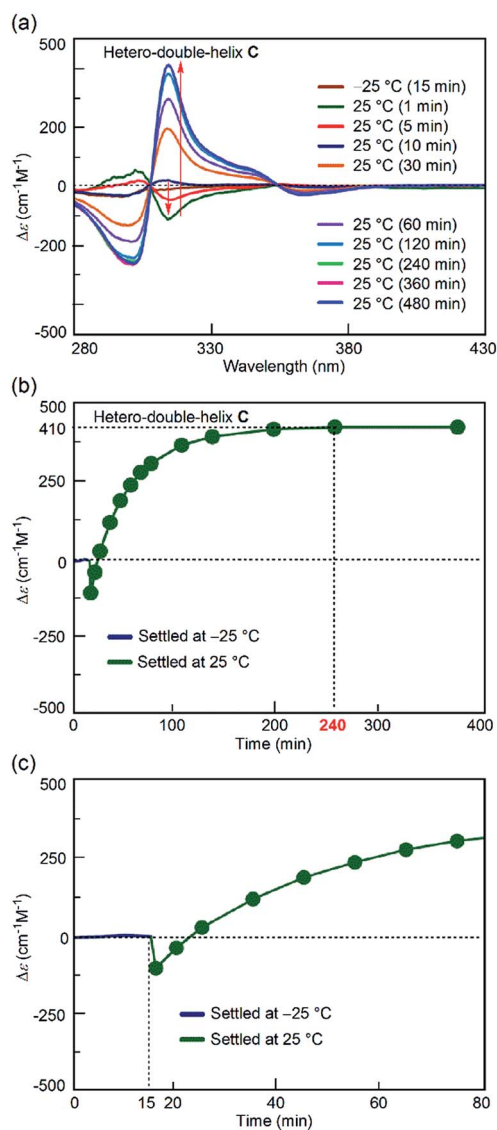 (a)
Hetero-double-helix C
500
200
0
-200
-500
Δε (cm⁻¹M⁻¹)
−25 °C (15 min)
25 °C (1 min)
25 °C (5 min)
25 °C (10 min)
25 °C (30 min)
25 °C (60 min)
25 °C (120 min)
25 °C (240 min)
25 °C (360 min)
25 °C (480 min)
280 330 380 430
Wavelength (nm)
(b)
Hetero-double-helix C
500
410
250
0
-250
-500
Δε (cm⁻¹M⁻¹)
Settled at −25 °C
Settled at 25 °C
0 100 200 240 300 400
Time (min)
(c)
500
250
0
-250
-500
Δε (cm⁻¹M⁻¹)
Settled at −25 °C
Settled at 25 °C
0 15 20 40 60 80
Time (min)